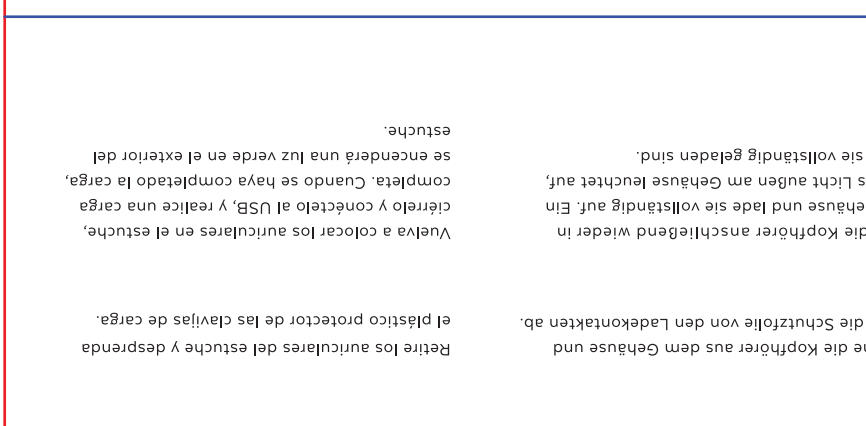 die Kopfhörer aus dem Gehäuse und
die Schutzfolie von den Ladekontakten ab.
die Kopfhörer anschließend wieder in
ehäuse und lade sie vollständig auf. Ein
s Licht außen am Gehäuse leuchtet auf,
sie vollständig geladen sind.
Retire los auriculares del estuche y desprenda
el plástico protector de las clavijas de carga.
Vuelva a colocar los auriculares en el estuche,
ciérrelo y conéctelo al USB, y realice una carga
completa. Cuando se haya completado la carga,
se encenderá una luz verde en el exterior del
estuche.